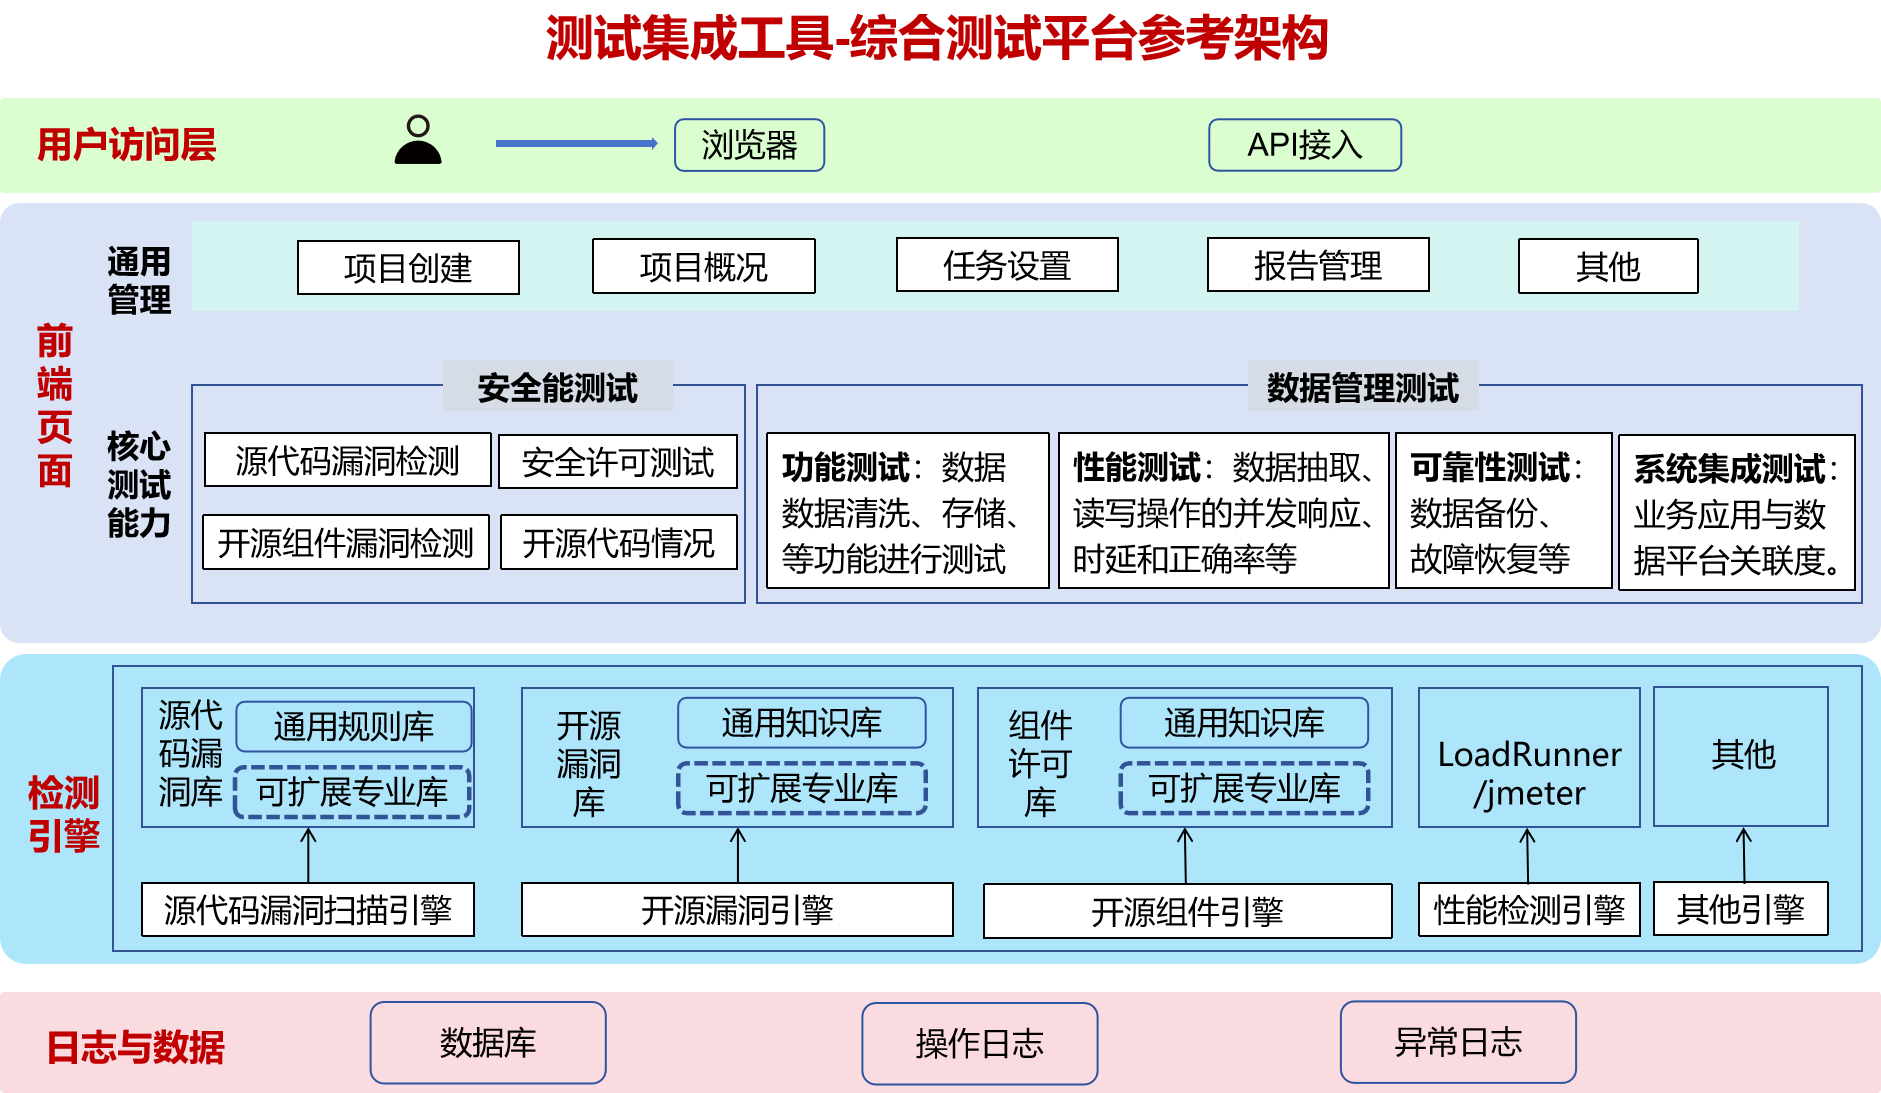 测试集成工具-综合测试平台参考架构
用户访问层
浏览器
API接入
通用
管理
项目创建
项目概况
任务设置
报告管理
其他
前
端
页
面
核心
测试
能力
安全能测试
源代码漏洞检测
安全许可测试
开源组件漏洞检测
开源代码情况
数据管理测试
功能测试：数据
数据清洗、存储、
等功能进行测试
性能测试：数据抽取、
读写操作的并发响应、
时延和正确率等
可靠性测试：
数据备份、
故障恢复等
系统集成测试：
业务应用与数
据平台关联度。
检测
引擎
源代
码漏
洞库
通用规则库
可扩展专业库
开源
漏洞
库
通用知识库
可扩展专业库
组件
许可
库
通用知识库
可扩展专业库
LoadRunner
/jmeter
其他
源代码漏洞扫描引擎
开源漏洞引擎
开源组件引擎
性能检测引擎
其他引擎
日志与数据
数据库
操作日志
异常日志